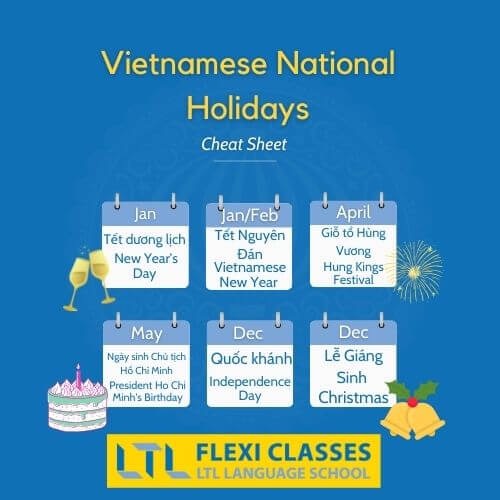 Vietnamese National
Holidays
Cheat Sheet
Jan
Tết dương lịch
New Year's
Day
Jan/Feb
Tết Nguyên
Đán
Vietnamese
New Year
April
Giỗ tổ Hùng
Vương
Hung Kings
Festival
May
Ngày sinh Chủ tịch
Hồ Chí Minh
President Ho Chi
Minh's Birthday
Dec
Quốc khánh
Independence
Day
Dec
Lễ Giáng
Sinh
Christmas
LTL FLEXI CLASSES
LTL LANGUAGE SCHOOL